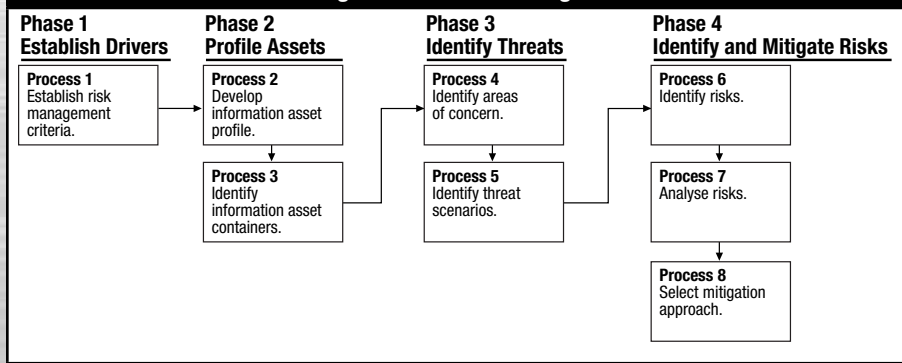 Phase 1
Establish Drivers
Process 1
Establish risk
management
criteria.
Phase 2
Profile Assets
Process 2
Develop
information asset
profile.
Process 3
Identify
information asset
containers.
Phase 3
Identify Threats
Process 4
Identify areas
of concern.
Process 5
Identify threat
scenarios.
Phase 4
Identify and Mitigate Risks
Process 6
Identify risks.
Process 7
Analyse risks.
Process 8
Select mitigation
approach.